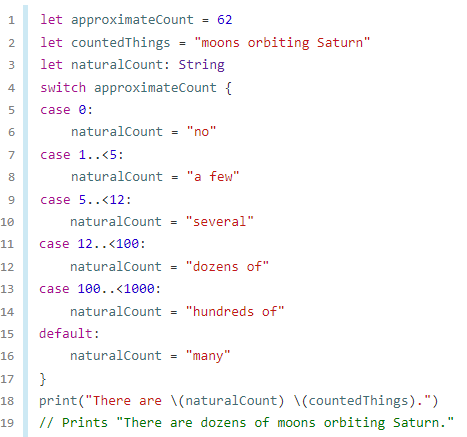 1 let approximateCount = 62
2 let countedThings = "moons orbiting Saturn"
3 let naturalCount: String
4 switch approximateCount {
5 case 0:
6     naturalCount = "no"
7 case 1..<5:
8     naturalCount = "a few"
9 case 5..<12:
10     naturalCount = "several"
11 case 12..<100:
12     naturalCount = "dozens of"
13 case 100..<1000:
14     naturalCount = "hundreds of"
15 default:
16     naturalCount = "many"
17 }
18 print("There are \(naturalCount) \(countedThings).")
19 // Prints "There are dozens of moons orbiting Saturn."